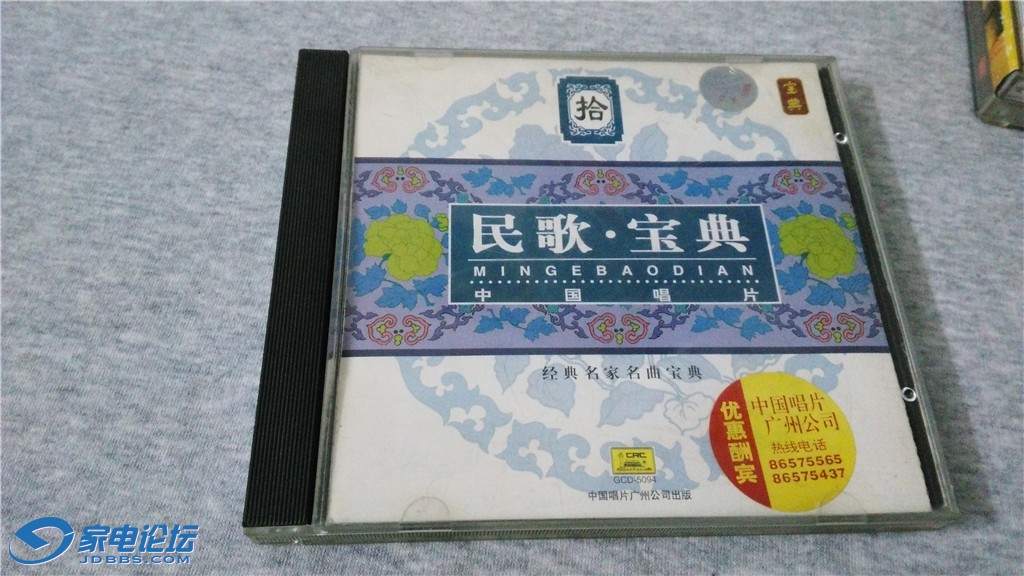 拾
宝典
民歌·宝典
MINGEBAODIAN
中国唱片
经典名家名曲宝典
优惠酬宾
中国唱片
广州公司
热线电话
86575565
86575437
CRC
GCD-5094
中国唱片广州公司出版
家电论坛
JDBBS.COM